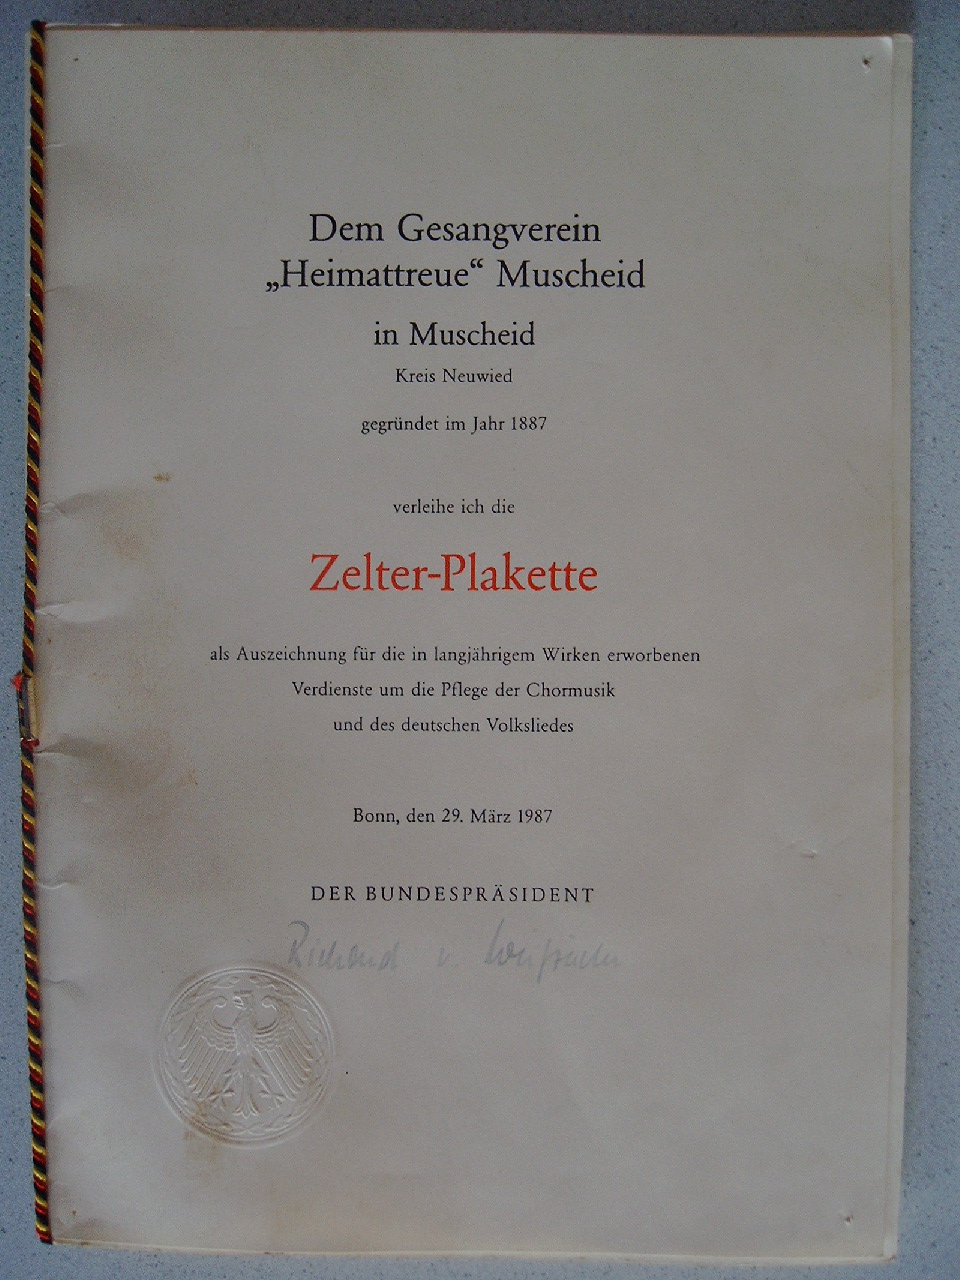 Dem Gesangverein
„Heimattreue“ Muscheid
in Muscheid
Kreis Neuwied
gegründet im Jahr 1887
verleihe ich die
Zelter-Plakette
als Auszeichnung für die in langjährigem Wirken erworbenen
Verdienste um die Pflege der Chormusik
und des deutschen Volksliedes
Bonn, den 29. März 1987
DER BUNDESPRÄSIDENT
Richard v. Weizsäcker